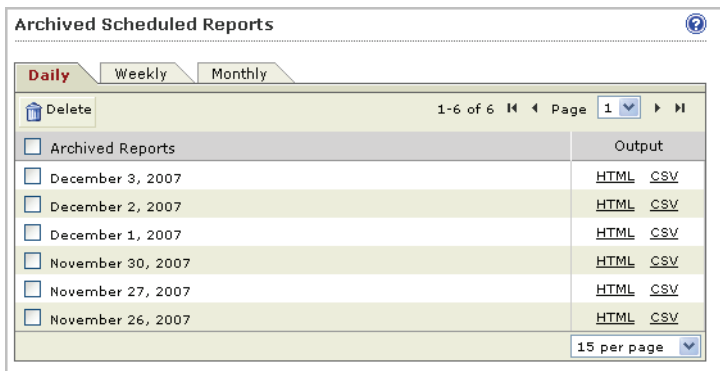 Archived Scheduled Reports ?
Daily Weekly Monthly
Delete 1-6 of 6 Page 1
Archived Reports Output
December 3, 2007 HTML CSV
December 2, 2007 HTML CSV
December 1, 2007 HTML CSV
November 30, 2007 HTML CSV
November 27, 2007 HTML CSV
November 26, 2007 HTML CSV
15 per page